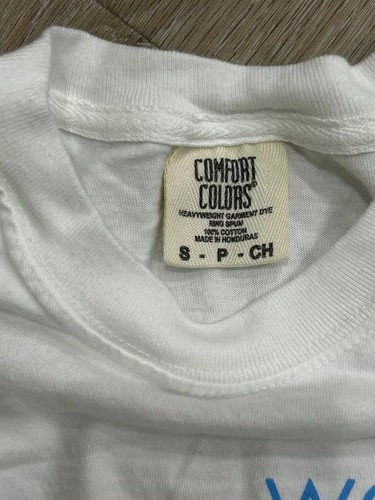 COMFORT
COLORS®
HEAVYWEIGHT GARMENT DYE
RING SPUN
100% COTTON
MADE IN HONDURAS
S - P - CH